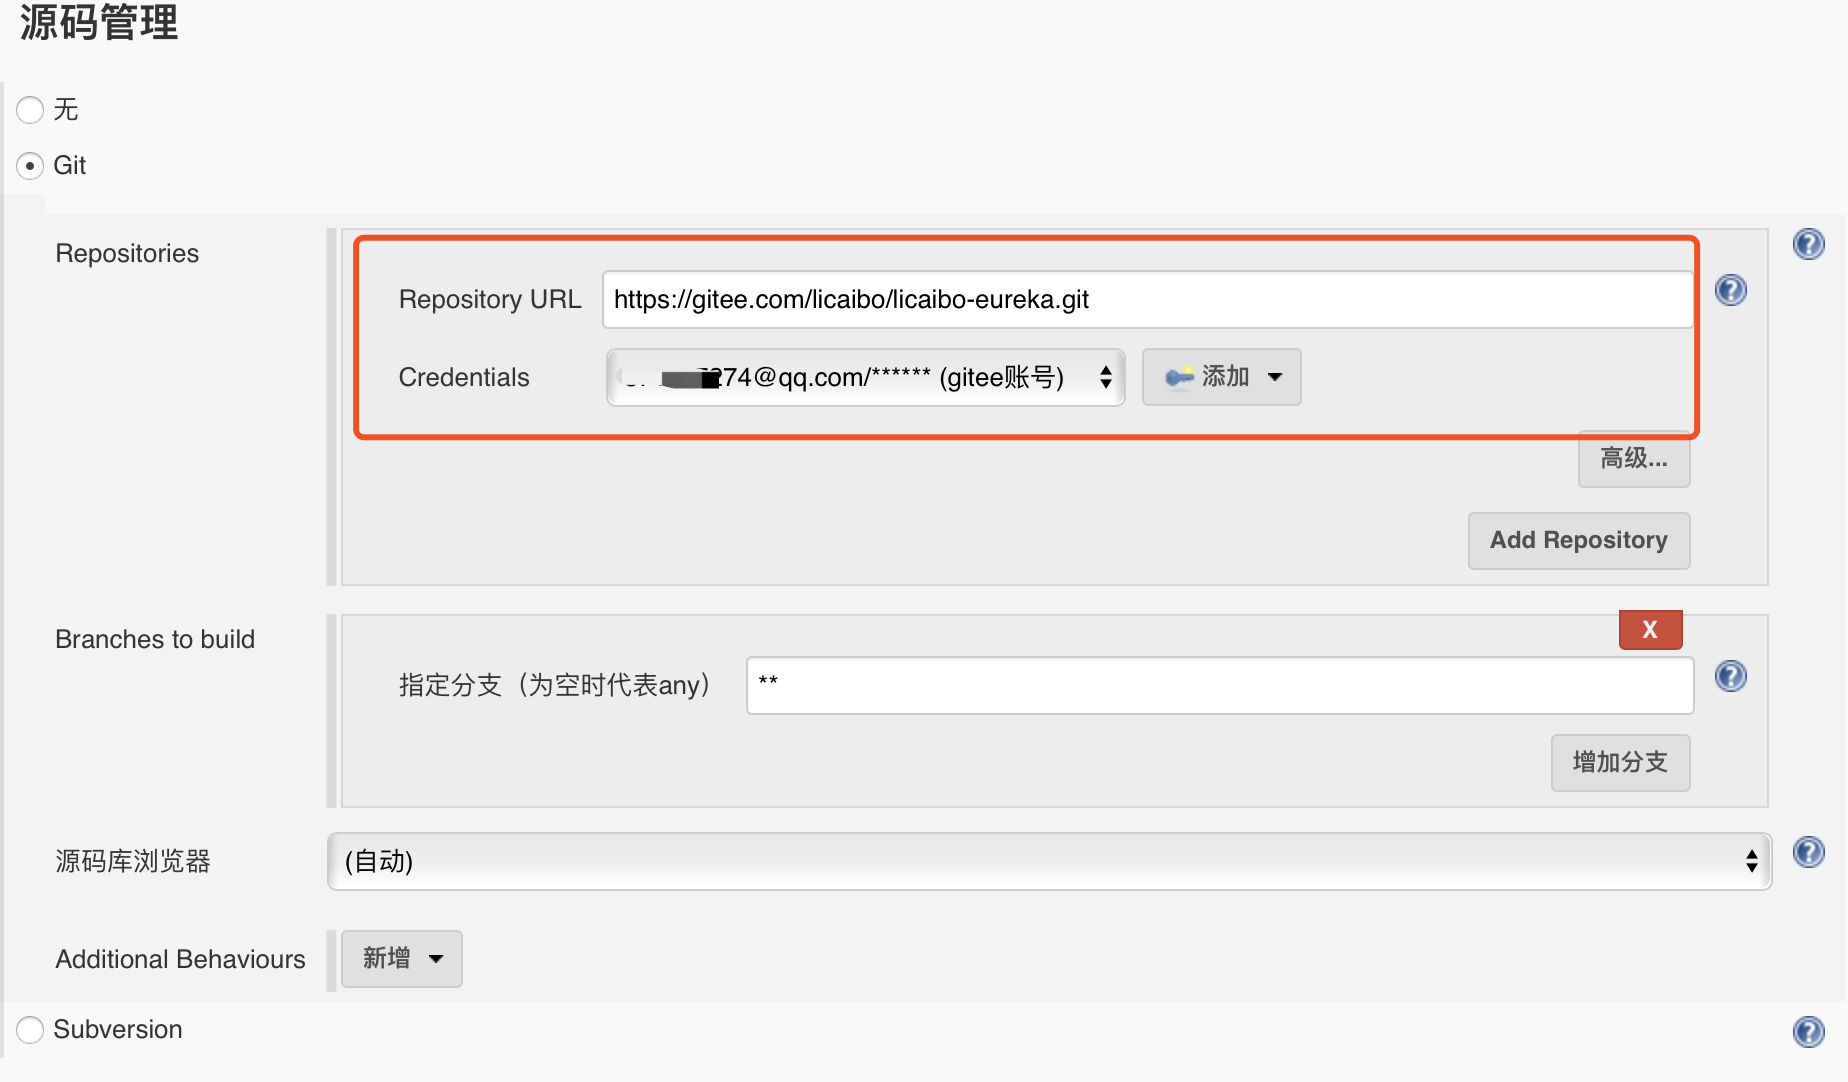 源码管理
无
Git
Repositories
Repository URL
https://gitee.com/licaibo/licaibo-eureka.git
Credentials
274@qq.com/****** (gitee账号)
添加
高级...
Add Repository
Branches to build
X
指定分支（为空时代表any）
**
增加分支
源码库浏览器
(自动)
Additional Behaviours
新增
Subversion